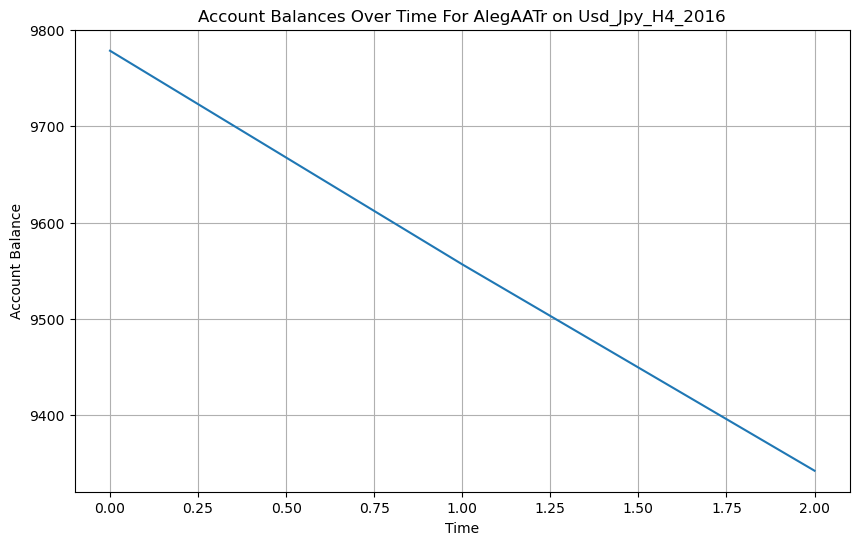 Account Balances Over Time For AlegAATr on Usd_Jpy_H4_2016
9800
9700
9600
9500
9400
Account Balance
0.00 0.25 0.50 0.75 1.00 1.25 1.50 1.75 2.00
Time